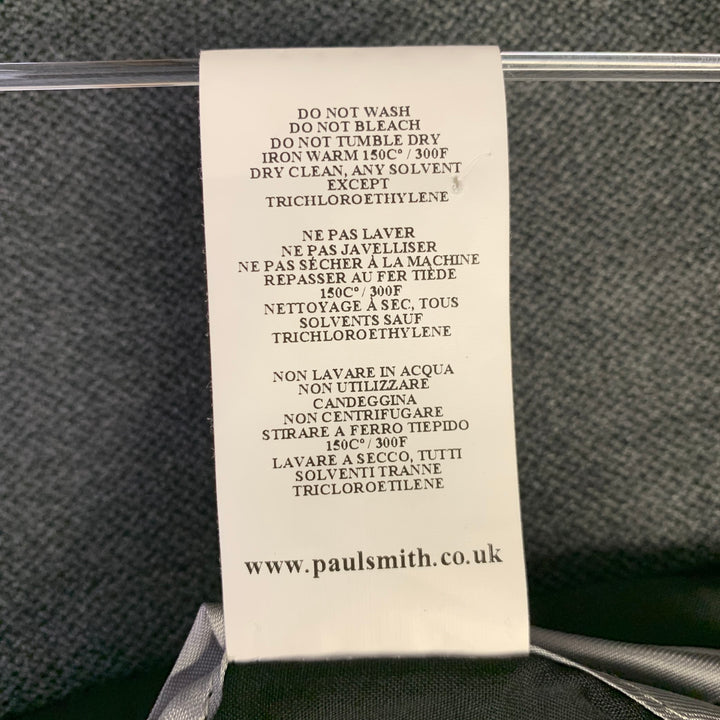 DO NOT WASH
DO NOT BLEACH
DO NOT TUMBLE DRY
IRON WARM 150C° / 300F
DRY CLEAN, ANY SOLVENT
EXCEPT
TRICHLOROETHYLENE
NE PAS LAVER
NE PAS JAVELLISER
NE PAS SÉCHER À LA MACHINE
REPASSER AU FER TIÈDE
150C° / 300F
NETTOYAGE À SEC, TOUS
SOLVENTS SAUF
TRICHLOROETHYLENE
NON LAVARE IN ACQUA
NON UTILIZZARE
CANDEGGINA
NON CENTRIFUGARE
STIRARE A FERRO TIEPIDO
150C° / 300F
LAVARE A SECCO, TUTTI
SOLVENTI TRANNE
TRICLOROETILENE
www.paulsmith.co.uk